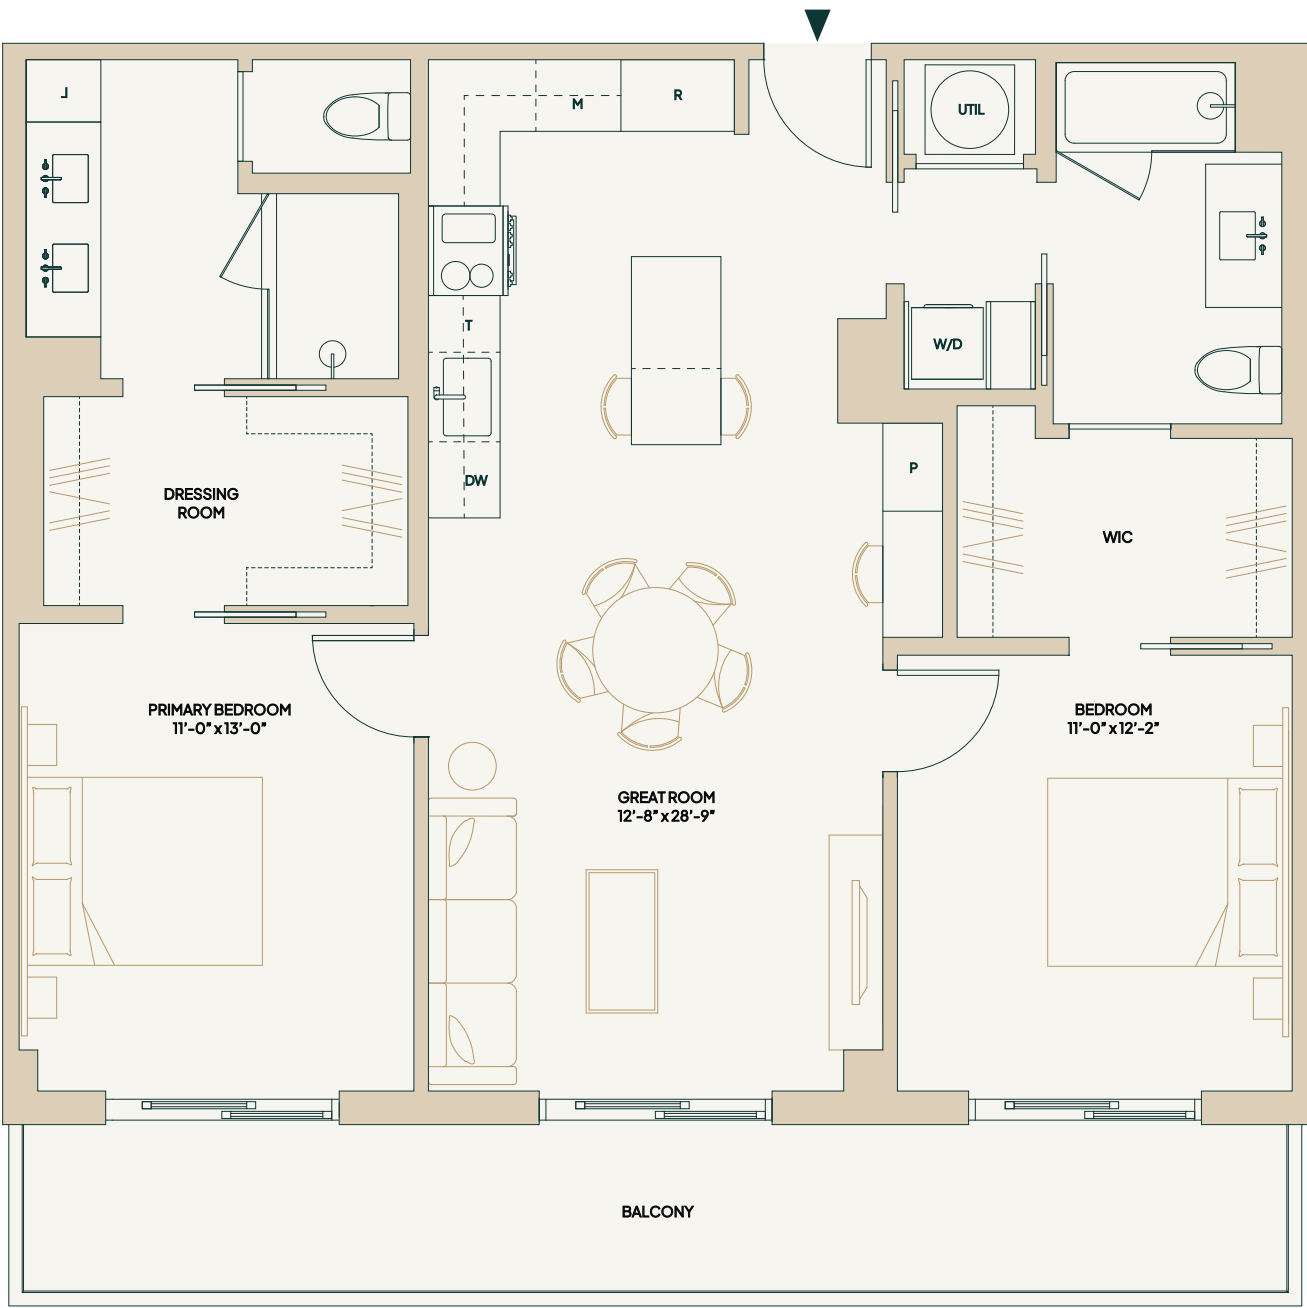 L
M
R
UTIL
T
W/D
DW
P
DRESSING
ROOM
WIC
PRIMARY BEDROOM
11'-0" x 13'-0"
BEDROOM
11'-0" x 12'-2"
GREAT ROOM
12'-8" x 28'-9"
BALCONY